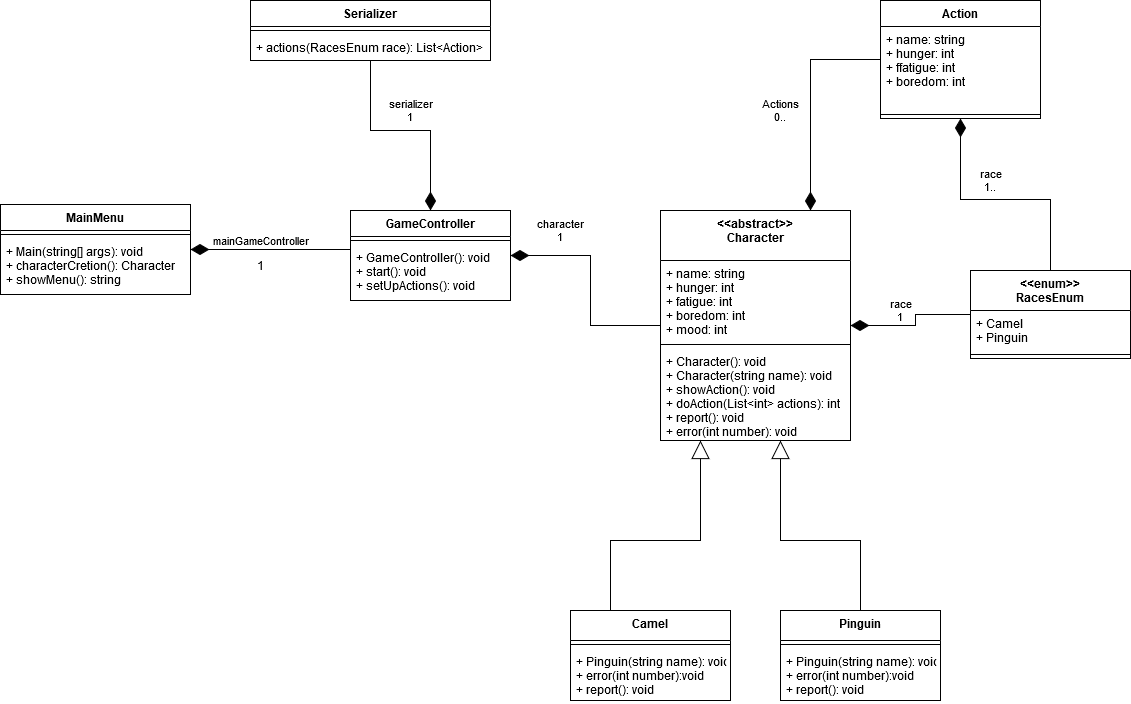 Serializer
+ actions(RacesEnum race): List<Action>
Action
+ name: string
+ hunger: int
+ ffatigue: int
+ boredom: int
serializer
1
Actions
0..
race
1..
MainMenu
+ Main(string[] args): void
+ characterCretion(): Character
+ showMenu(): string
mainGameController
1
GameController
+ GameController(): void
+ start(): void
+ setUpActions(): void
character
1
<<abstract>>
Character
+ name: string
+ hunger: int
+ fatigue: int
+ boredom: int
+ mood: int
+ Character(): void
+ Character(string name): void
+ showAction(): void
+ doAction(List<int> actions): int
+ report(): void
+ error(int number): void
race
1
<<enum>>
RacesEnum
+ Camel
+ Pinguin
Camel
+ Pinguin(string name): void
+ error(int number):void
+ report(): void
Pinguin
+ Pinguin(string name): void
+ error(int number):void
+ report(): void